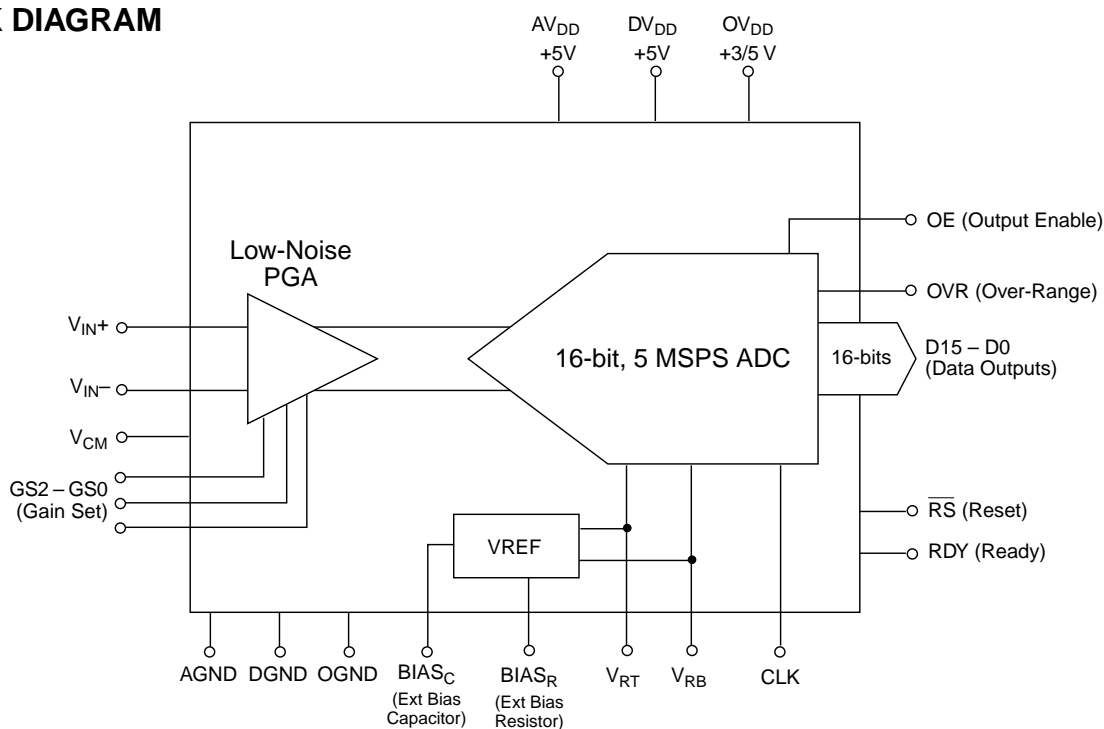 DIAGRAM
AVDD
+5V
DVDD
+5V
OVDD
+3/5 V
OE (Output Enable)
Low-Noise
PGA
OVR (Over-Range)
VIN+
16-bit, 5 MSPS ADC
16-bits
D15 – D0
(Data Outputs)
VIN–
VCM
GS2 – GS0
(Gain Set)
RS (Reset)
VREF
RDY (Ready)
AGND
DGND
OGND
BIASC
(Ext Bias
Capacitor)
BIASR
(Ext Bias
Resistor)
VRT
VRB
CLK